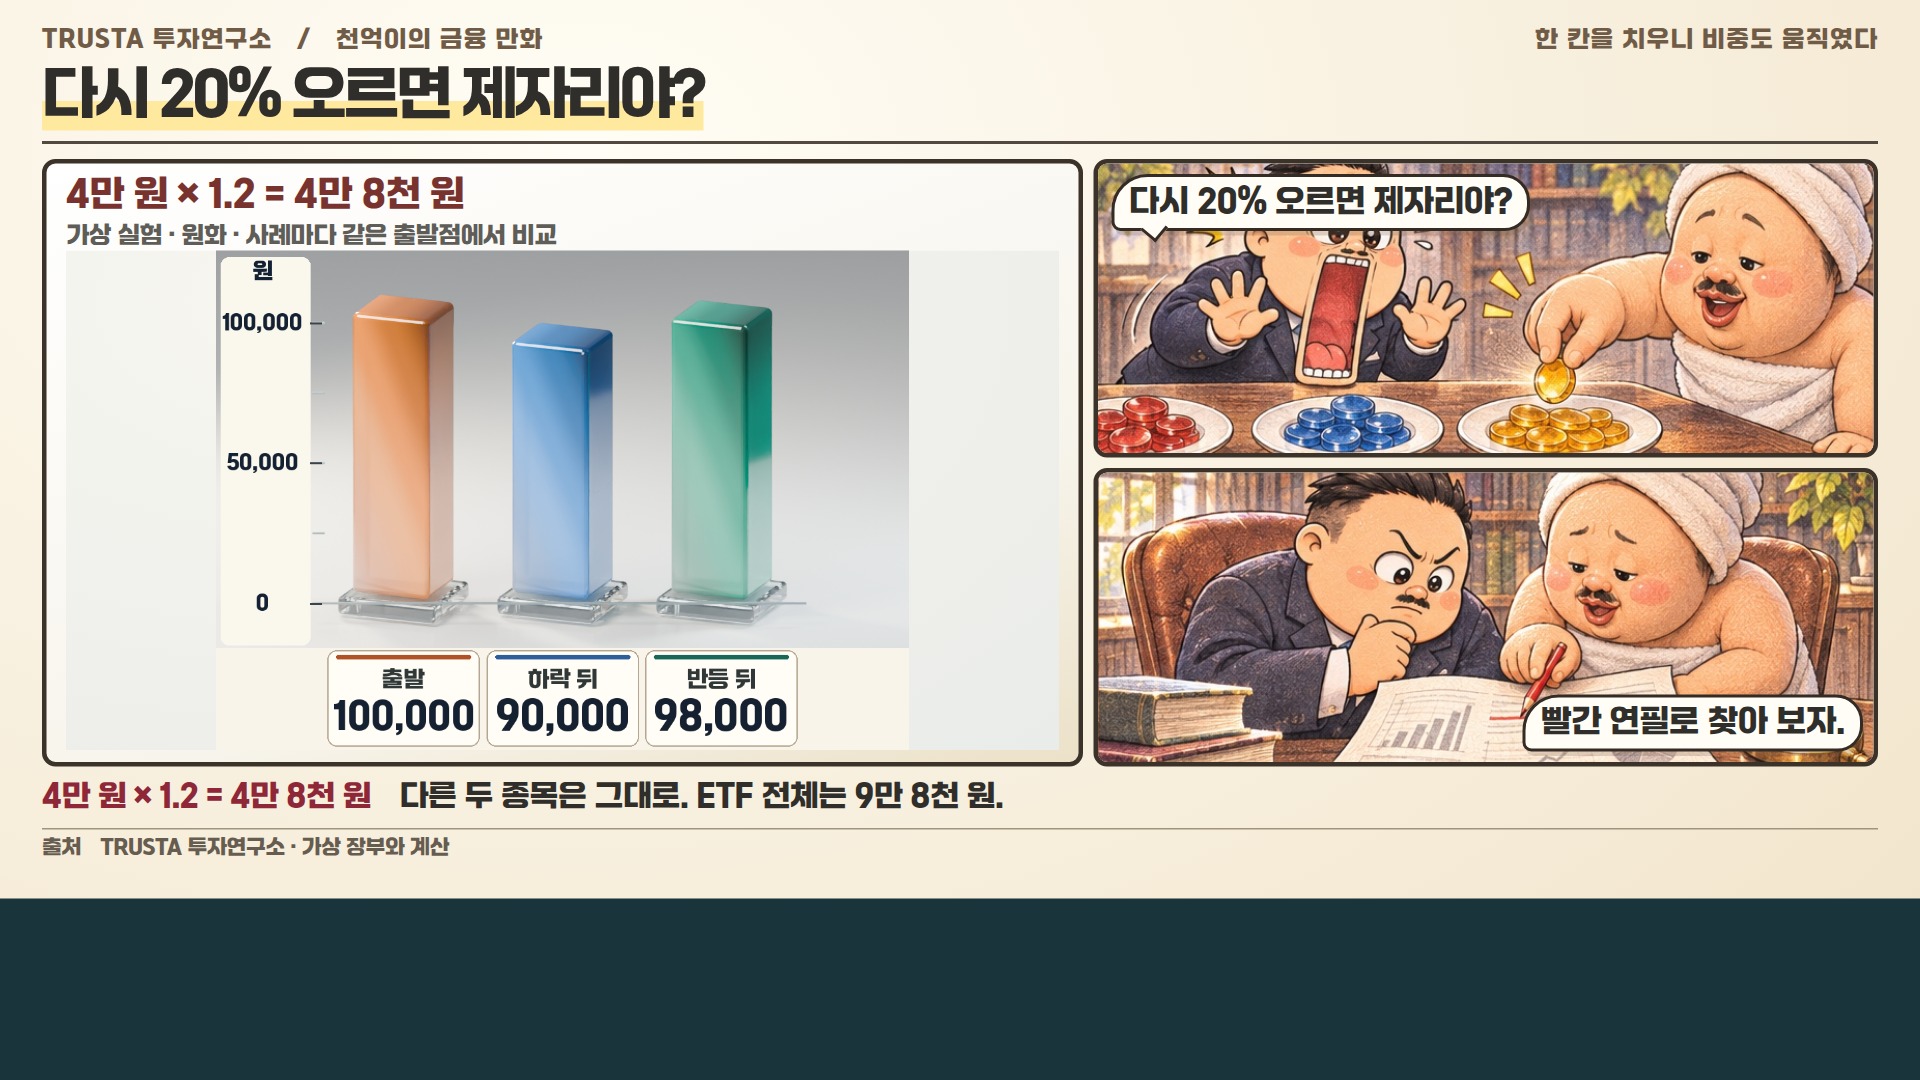 TRUSTA 투자연구소 / 천억이의 금융 만화
한 칸을 치우니 비중도 움직였다
다시 20% 오르면 제자리야?
4만 원 × 1.2 = 4만 8천 원
가상 실험 · 원화 · 사례마다 같은 출발점에서 비교
원
100,000
50,000
0
출발
100,000
하락 뒤
90,000
반등 뒤
98,000
다시 20% 오르면 제자리야?
빨간 연필로 찾아 보자.
4만 원 × 1.2 = 4만 8천 원 다른 두 종목은 그대로. ETF 전체는 9만 8천 원.
출처 TRUSTA 투자연구소 · 가상 장부와 계산